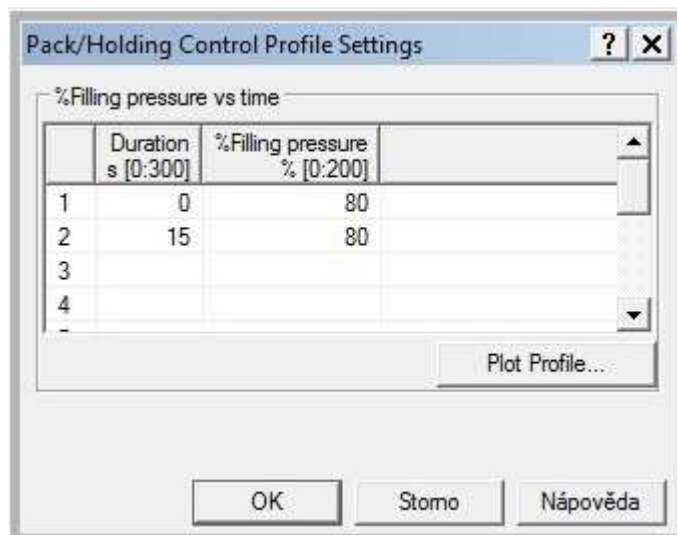 Pack/Holding Control Profile Settings
%Filling pressure vs time
Duration %Filling pressure
s [0:300] % [0:200]
1 0 80
2 15 80
3
4
Plot Profile...
OK Storno Nápověda